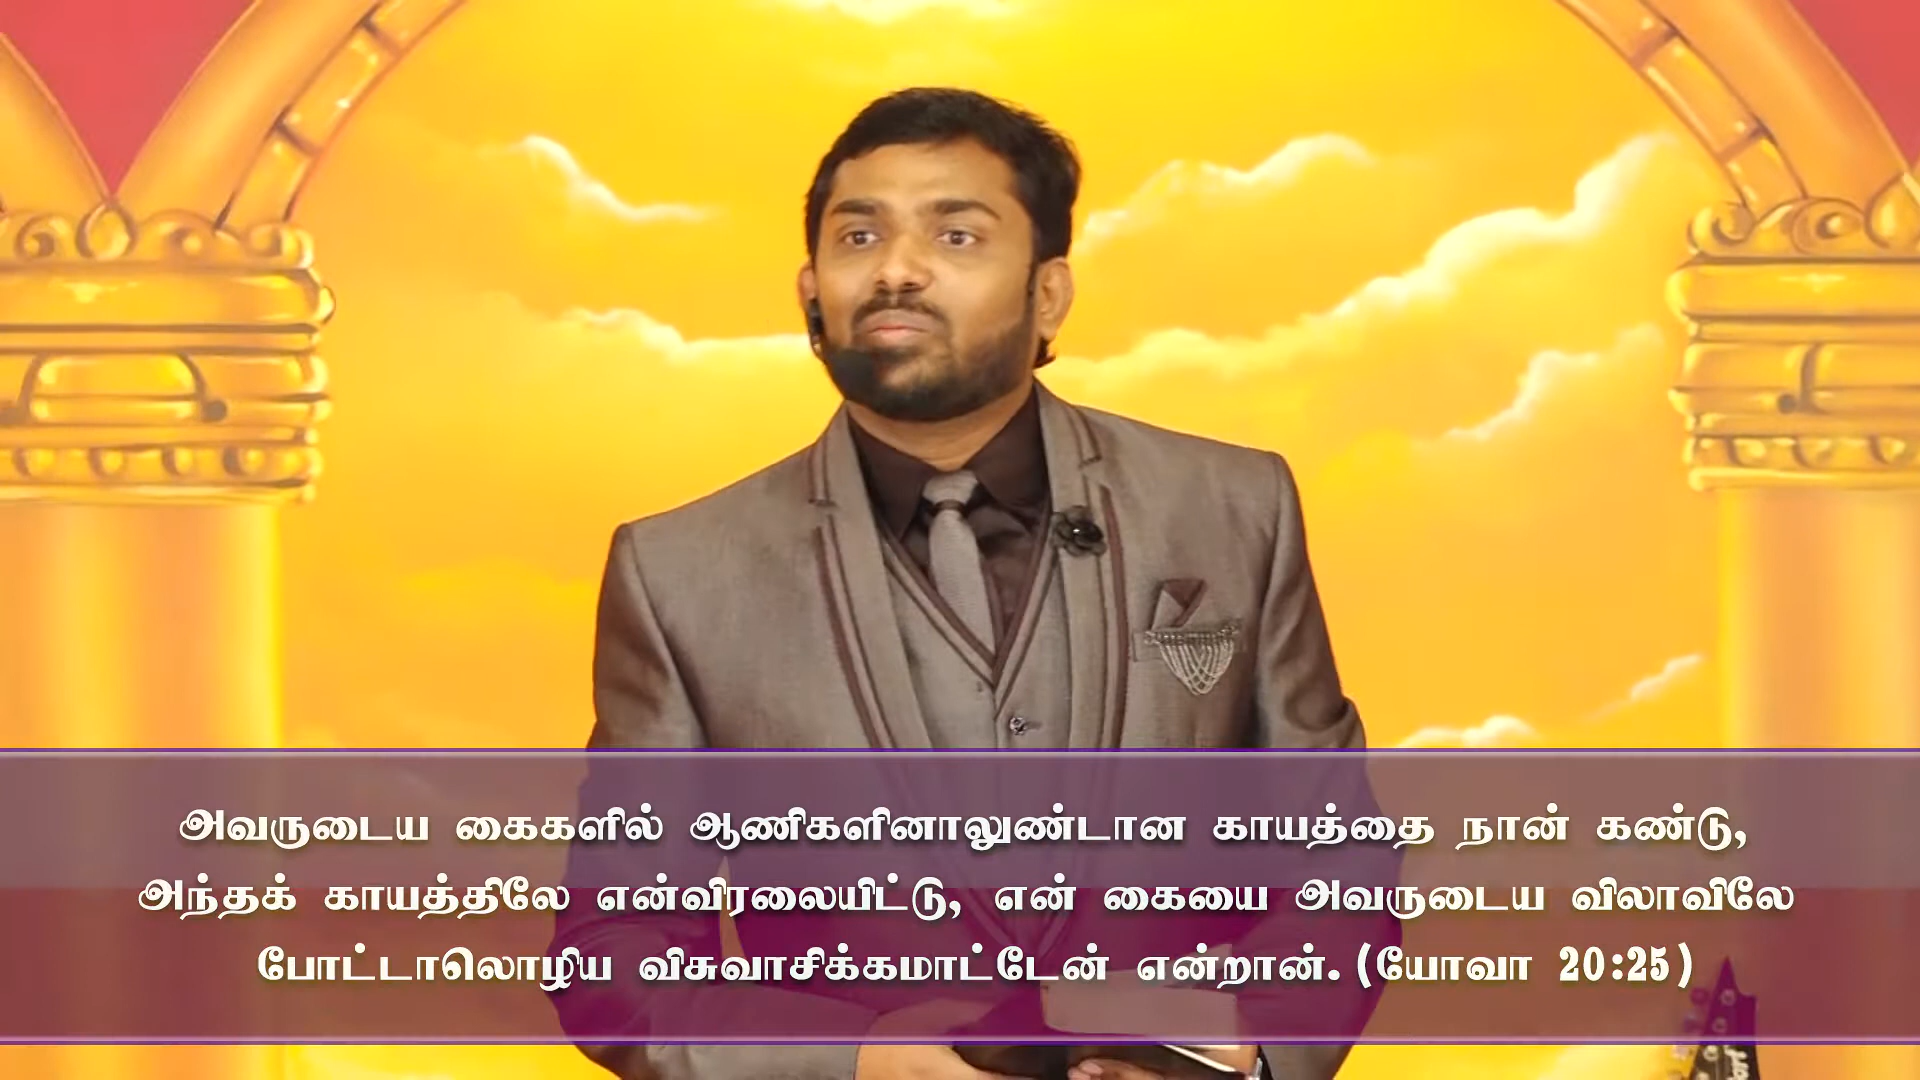 அவருடைய கைகளில் ஆணிகளினாலுண்டான காயத்தை நான் கண்டு,
அந்தக் காயத்திலே என்விரலையிட்டு, என் கையை அவருடைய விலாவிலே
போட்டாலொழிய விசுவாசிக்கமாட்டேன் என்றான்.(யோவா 20:25)